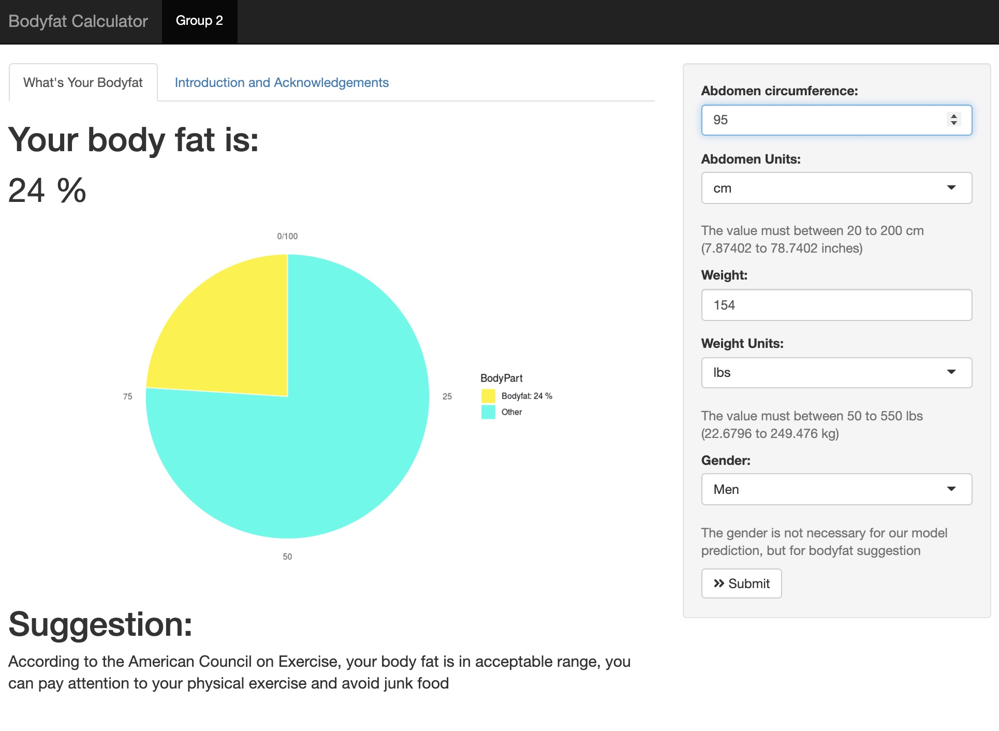 Bodyfat Calculator
Group 2
What's Your Bodyfat
Introduction and Acknowledgements
Your body fat is:
24 %
0/100
75
25
50
BodyPart
Bodyfat: 24 %
Other
Suggestion:
According to the American Council on Exercise, your body fat is in acceptable range, you
can pay attention to your physical exercise and avoid junk food
Abdomen circumference:
95
Abdomen Units:
cm
The value must between 20 to 200 cm
(7.87402 to 78.7402 inches)
Weight:
154
Weight Units:
lbs
The value must between 50 to 550 lbs
(22.6796 to 249.476 kg)
Gender:
Men
The gender is not necessary for our model
prediction, but for bodyfat suggestion
Submit